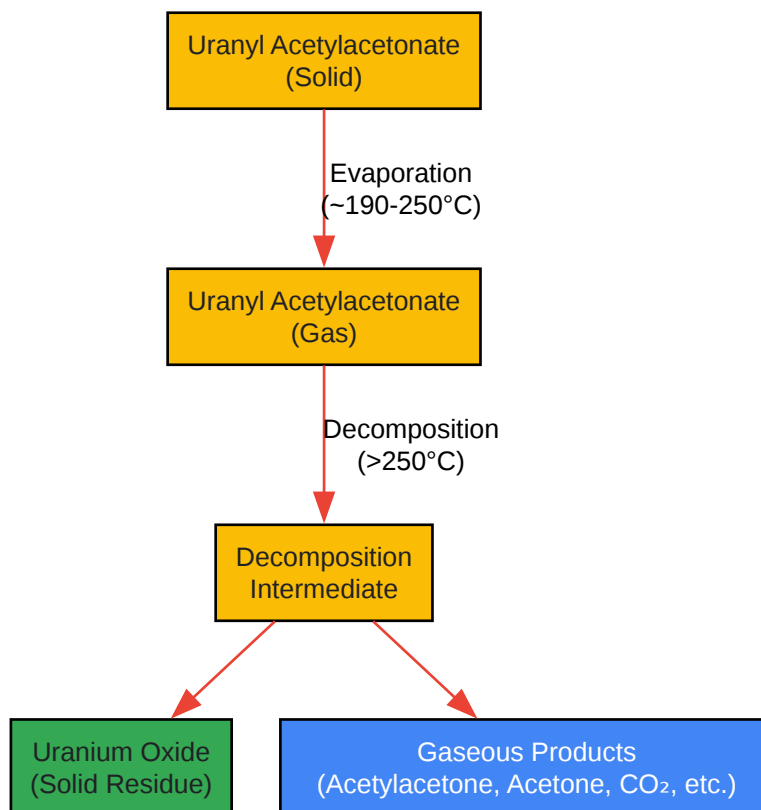 Uranyl Acetylacetonate
(Solid)
Evaporation
(~190-250°C)
Uranyl Acetylacetonate
(Gas)
Decomposition
(>250°C)
Decomposition
Intermediate
Uranium Oxide
(Solid Residue)
Gaseous Products
(Acetylacetone, Acetone, CO₂, etc.)